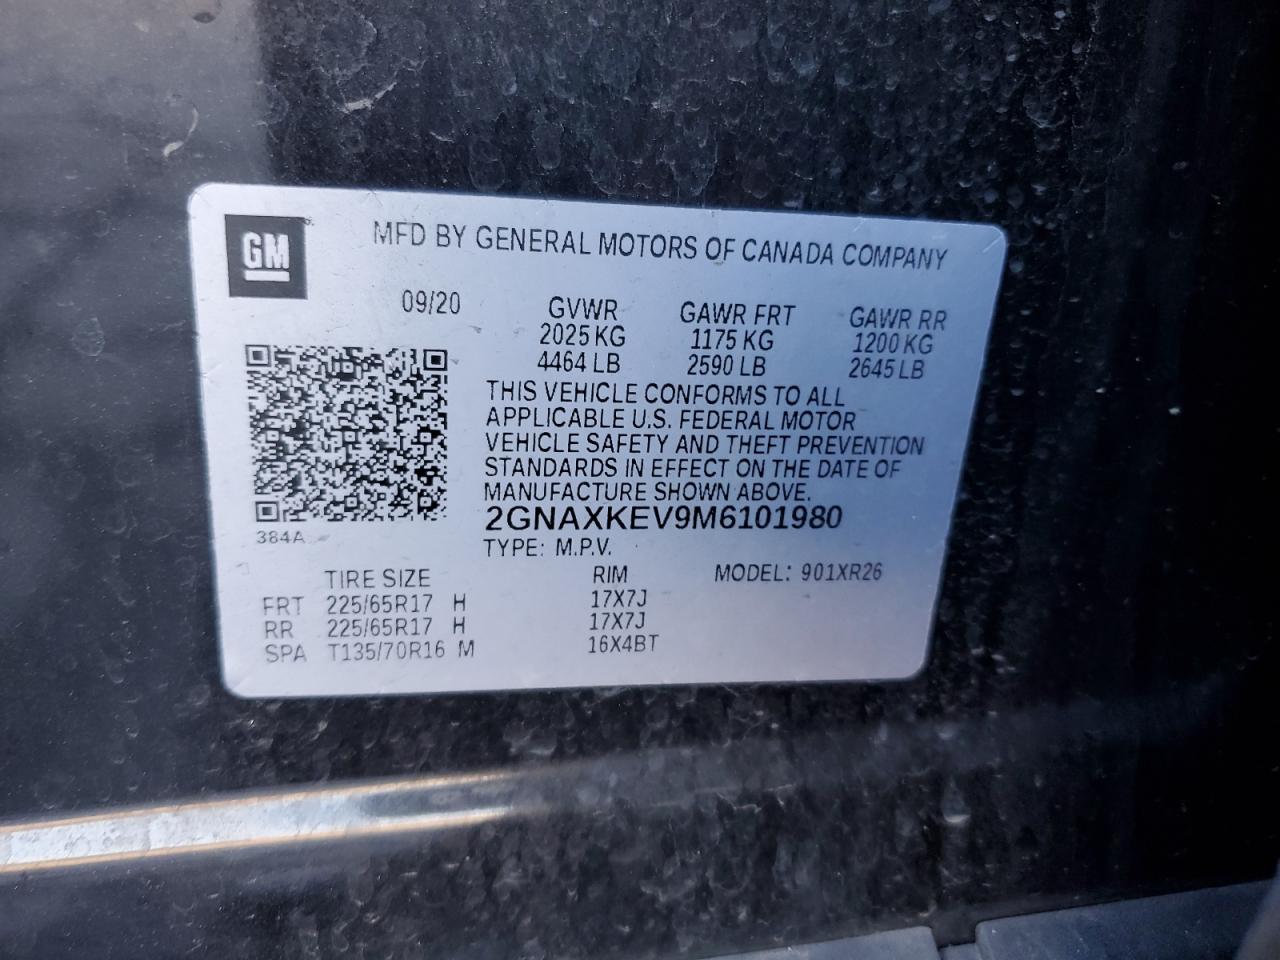 GM
MFD BY GENERAL MOTORS OF CANADA COMPANY
09/20 GVWR GAWR FRT GAWR RR
2025 KG 1175 KG 1200 KG
4464 LB 2590 LB 2645 LB
THIS VEHICLE CONFORMS TO ALL
APPLICABLE U.S. FEDERAL MOTOR
VEHICLE SAFETY AND THEFT PREVENTION
STANDARDS IN EFFECT ON THE DATE OF
MANUFACTURE SHOWN ABOVE.
2GNAXKEV9M6101980
384A
TYPE: M.P.V.
TIRE SIZE RIM MODEL: 901XR26
FRT 225/65R17 H 17X7J
RR 225/65R17 H 17X7J
SPA T135/70R16 M 16X4BT